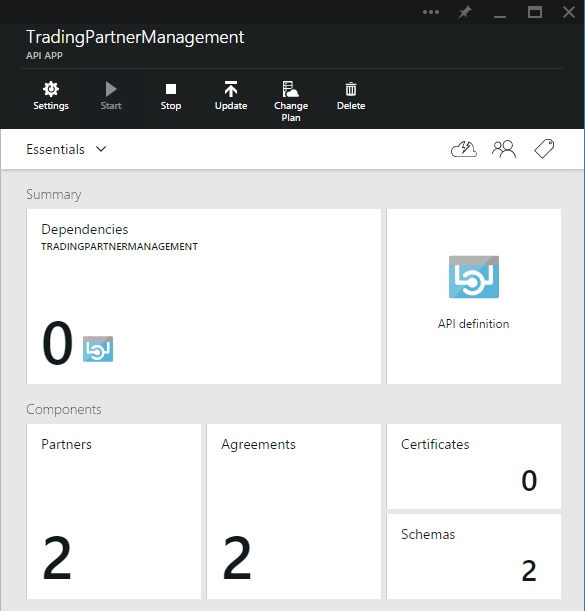 TradingPartnerManagement
API APP
Settings
Start
Stop
Update
Change
Plan
Delete
Essentials
Summary
Dependencies
TRADINGPARTNERMANAGEMENT
0
API definition
Components
Partners
2
Agreements
2
Certificates
0
Schemas
2